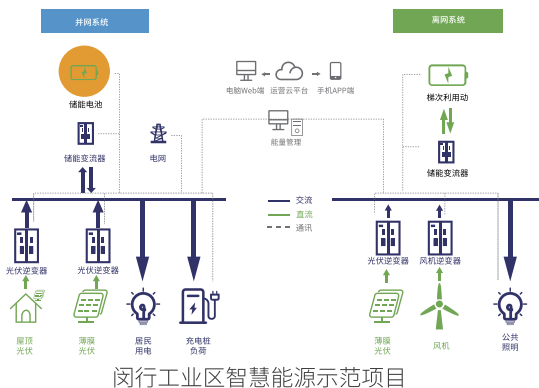 并网系统
离网系统
储能电池
电脑Web端
运营云平台
手机APP端
梯次利用动
能量管理
储能变流器
电网
储能变流器
交流
直流
通讯
光伏逆变器
光伏逆变器
光伏逆变器
风机逆变器
屋顶
光伏
薄膜
光伏
居民
用电
充电桩
负荷
薄膜
光伏
风机
公共
照明
闵行工业区智慧能源示范项目